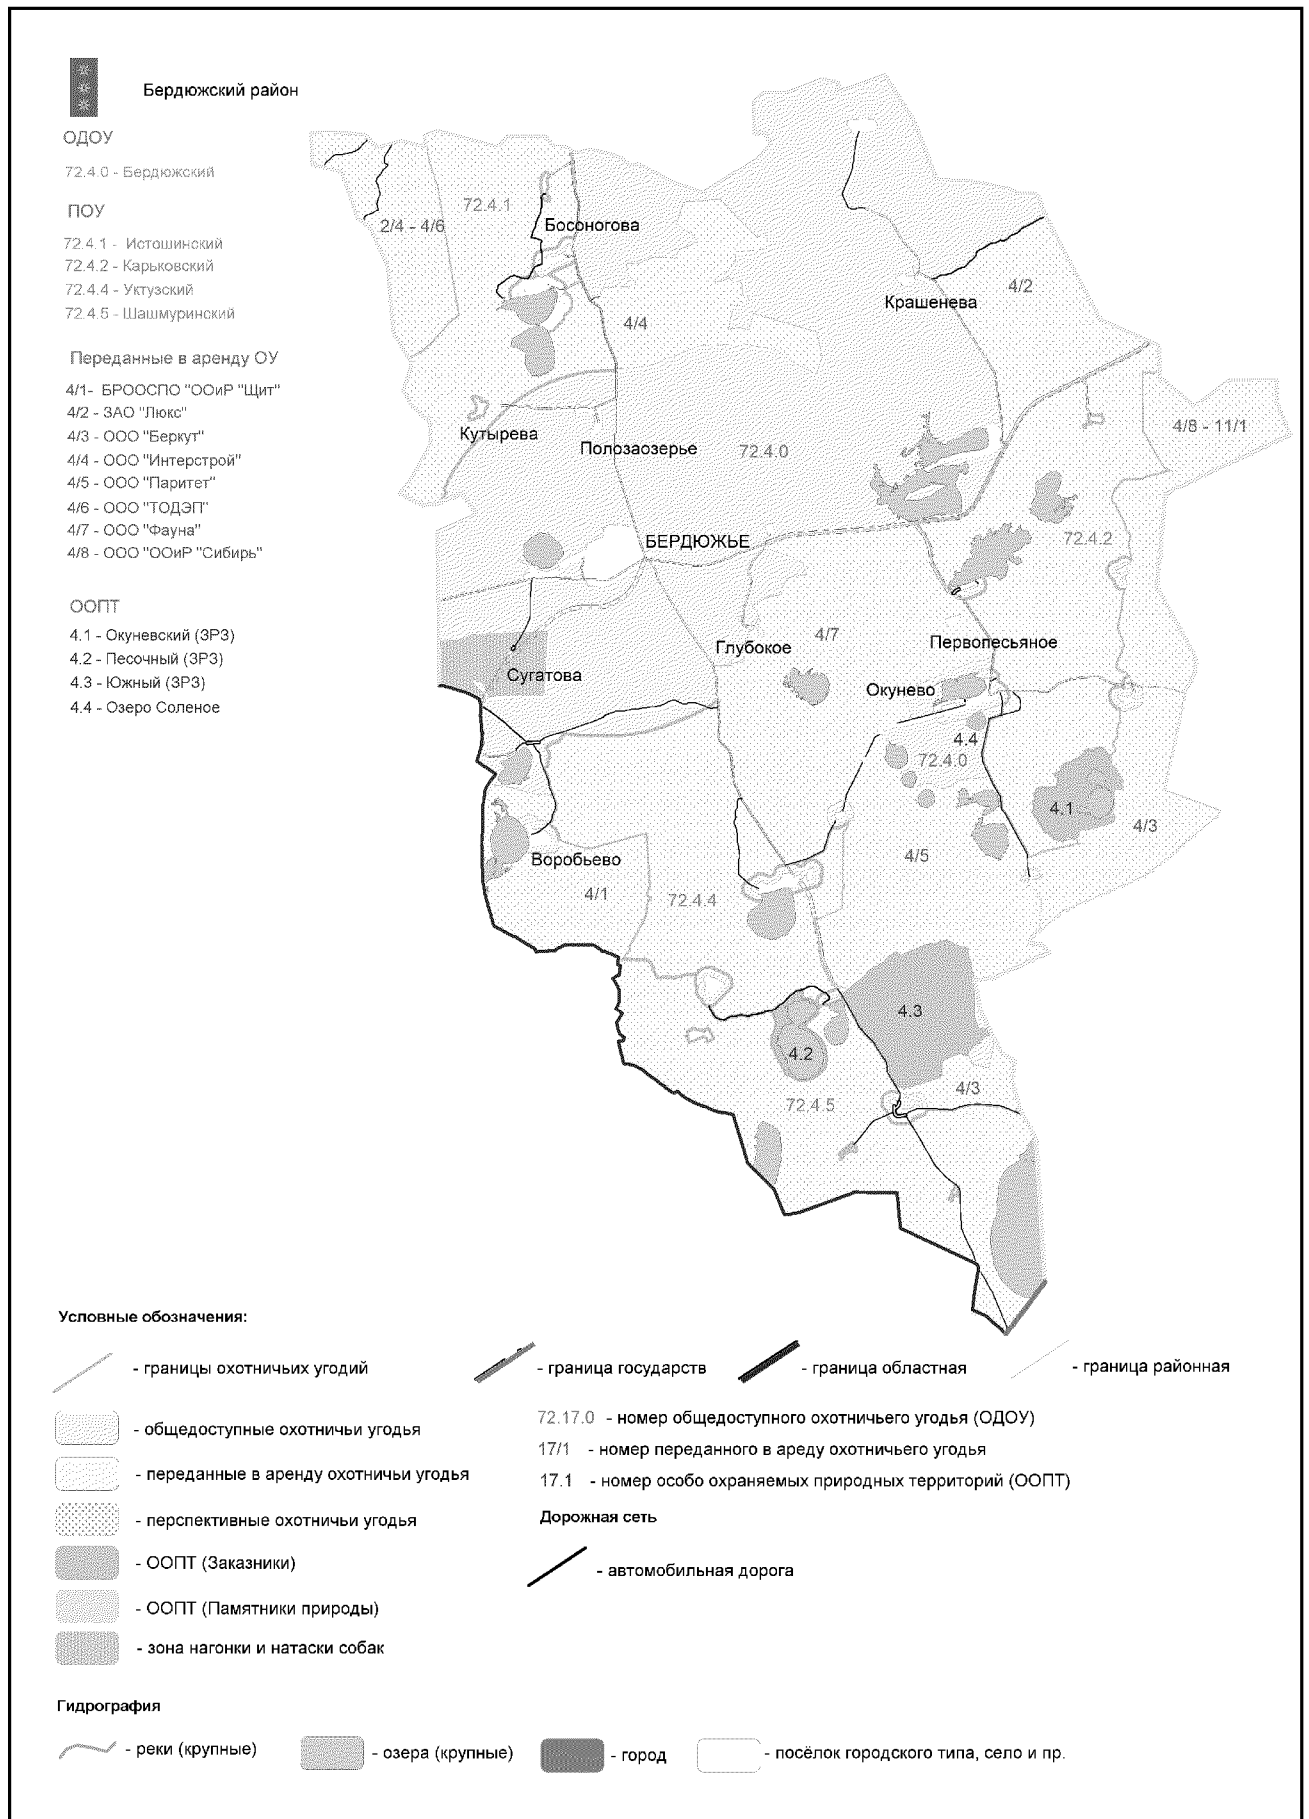 Бердюжский район
ОДОУ
72.4.0 - Бердюжский
ПОУ
72.4.1 - Истошинский
72.4.2 - Карьковский
72.4.4 - Уктузский
72.4.5 - Шашмуринский
Переданные в аренду ОУ
4/1- БРООСПО "ООиР "Щит"
4/2 - ЗАО "Люкс"
4/3 - ООО "Беркут"
4/4 - ООО "Интерстрой"
4/5 - ООО "Паритет"
4/6 - ООО "ТОДЭП"
4/7 - ООО "Фауна"
4/8 - ООО "ООиР "Сибирь"
ООПТ
4.1 - Окуневский (ЗРЗ)
4.2 - Песочный (ЗРЗ)
4.3 - Южный (ЗРЗ)
4.4 - Озеро Соленое
72.4.1
2/4 - 4/6
Босоногова
4/2
Крашенева
4/4
4/8 - 11/1
Кутырева
Полозаозерье
72.4.0
БЕРДЮЖЬЕ
72.4.2
4/7
Глубокое
Первопесьяное
Сугатова
Окунево
4.4
72.4.0
4.1
4/3
Воробьево
4/5
4/1
72.4.4
4.3
4.2
4/3
72.4.5
Условные обозначения:
- границы охотничьих угодий
- граница государств
- граница областная
- граница районная
- общедоступные охотничьи угодья
- переданные в аренду охотничьи угодья
- перспективные охотничьи угодья
- ООПТ (Заказники)
- ООПТ (Памятники природы)
- зона нагонки и натаски собак
72.17.0 - номер общедоступного охотничьего угодья (ОДОУ)
17/1 - номер переданного в ареду охотничьего угодья
17.1 - номер особо охраняемых природных территорий (ООПТ)
Дорожная сеть
- автомобильная дорога
Гидрография
- реки (крупные)
- озера (крупные)
- город
- посёлок городского типа, село и пр.